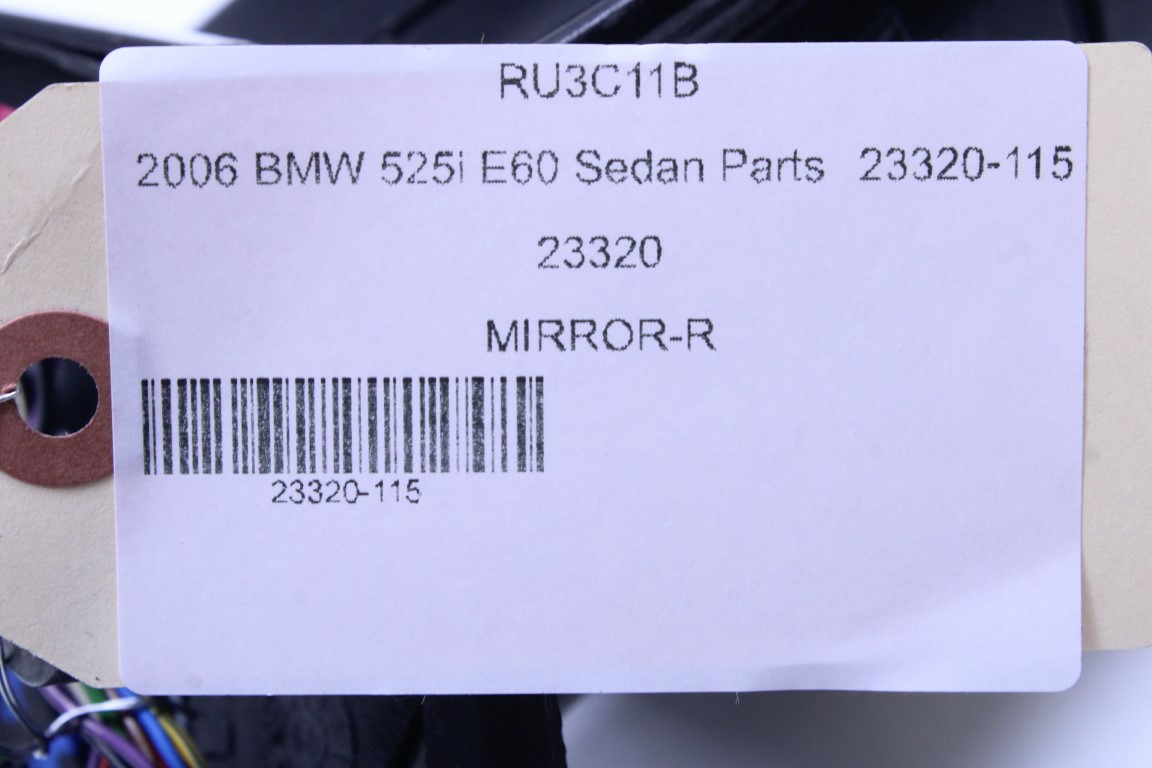 RU3C11B
2006 BMW 525i E60 Sedan Parts 23320-115
23320
MIRROR-R
23320-115